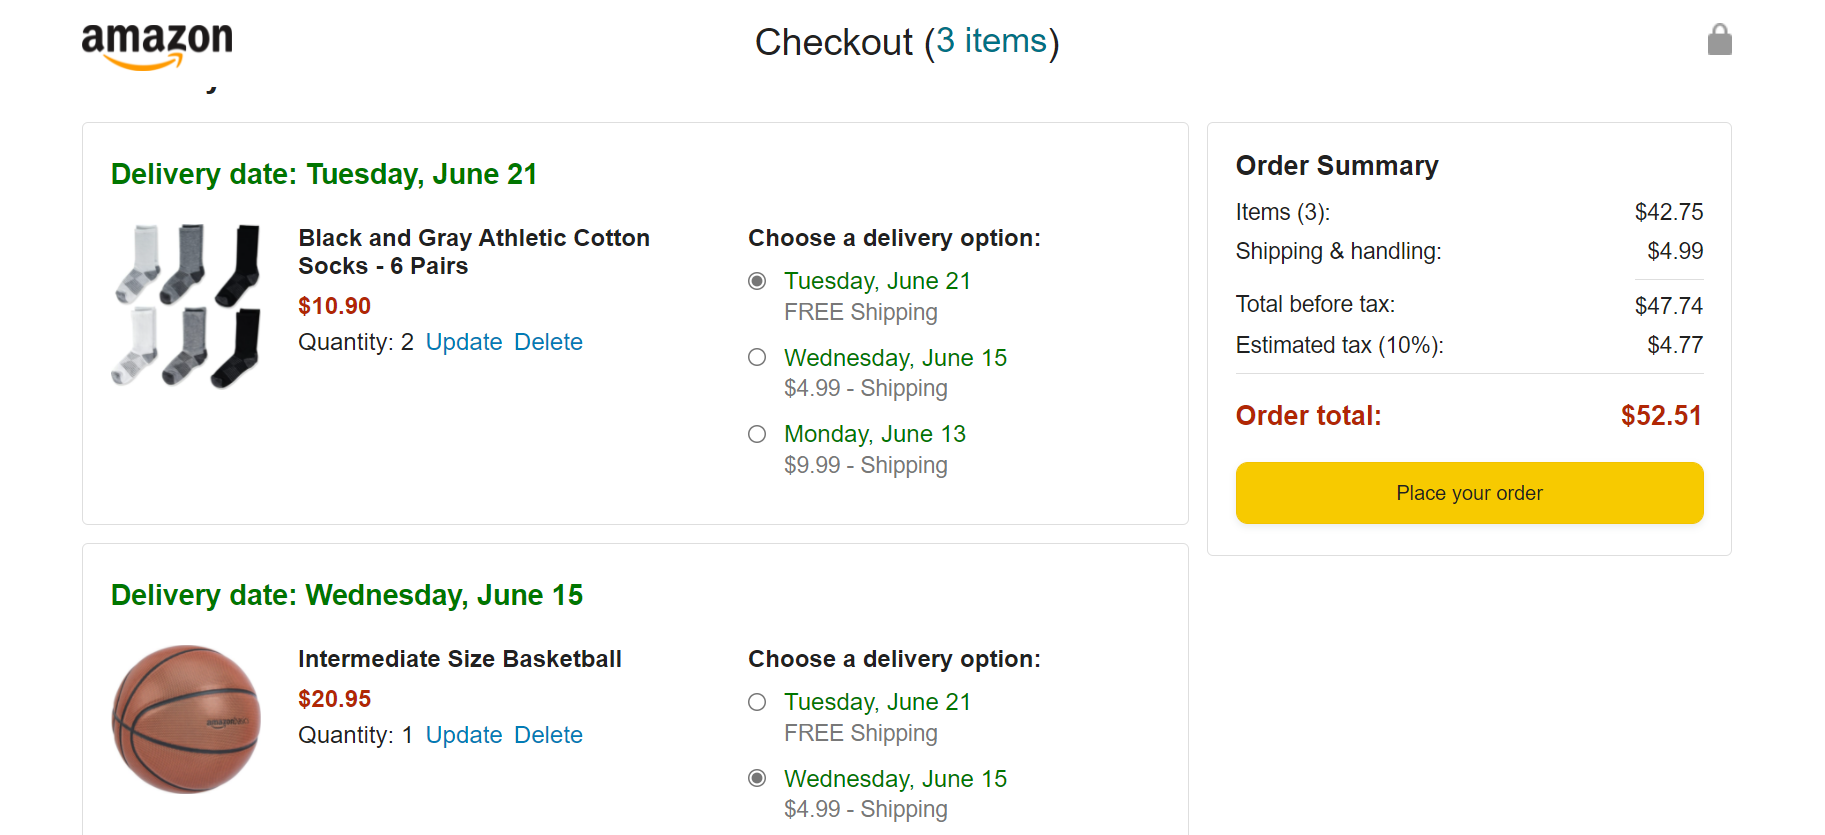 amazon
Checkout (3 items)
Delivery date: Tuesday, June 21
Black and Gray Athletic Cotton
Socks - 6 Pairs
$10.90
Quantity: 2 Update Delete
Choose a delivery option:
Tuesday, June 21
FREE Shipping
Wednesday, June 15
$4.99 - Shipping
Monday, June 13
$9.99 - Shipping
Order Summary
Items (3): $42.75
Shipping & handling: $4.99
Total before tax: $47.74
Estimated tax (10%): $4.77
Order total: $52.51
Place your order
Delivery date: Wednesday, June 15
Intermediate Size Basketball
$20.95
Quantity: 1 Update Delete
Choose a delivery option:
Tuesday, June 21
FREE Shipping
Wednesday, June 15
$4.99 - Shipping